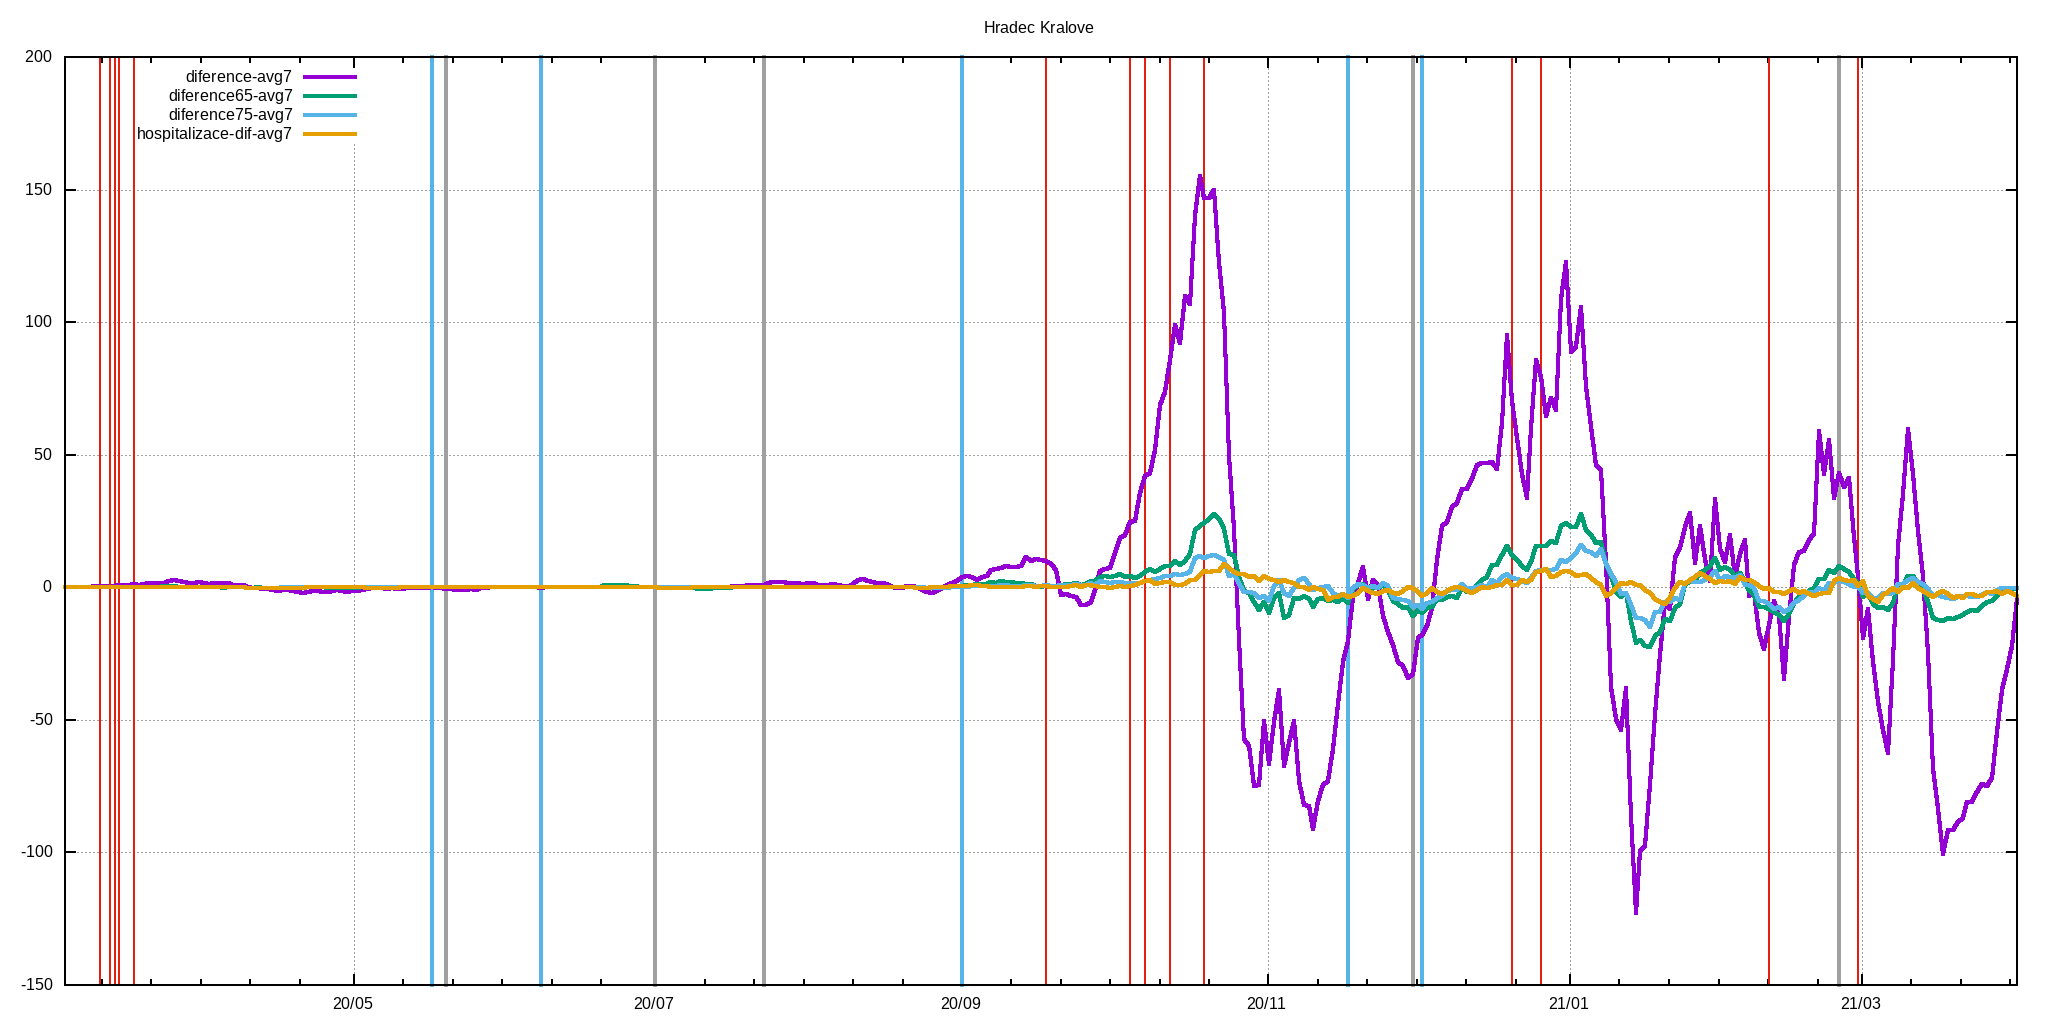 Hradec Kralove
200
150
100
50
0
-50
-100
-150
diference-avg7
diference65-avg7
diference75-avg7
hospitalizace-dif-avg7
20/05
20/07
20/09
20/11
21/01
21/03